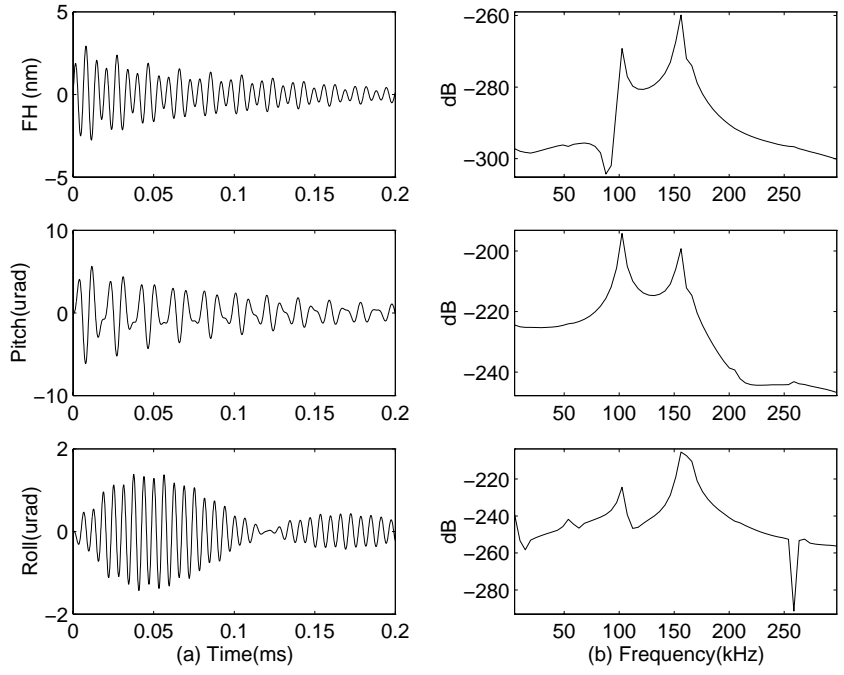 5
0
−5
FH (nm)
0 0.05 0.1 0.15 0.2
−260
−280
−300
dB
50 100 150 200 250
10
0
−10
Pitch(urad)
0 0.05 0.1 0.15 0.2
−200
−220
−240
dB
50 100 150 200 250
2
0
−2
Roll(urad)
0 0.05 0.1 0.15 0.2
(a) Time(ms)
−220
−240
−260
−280
dB
50 100 150 200 250
(b) Frequency(kHz)